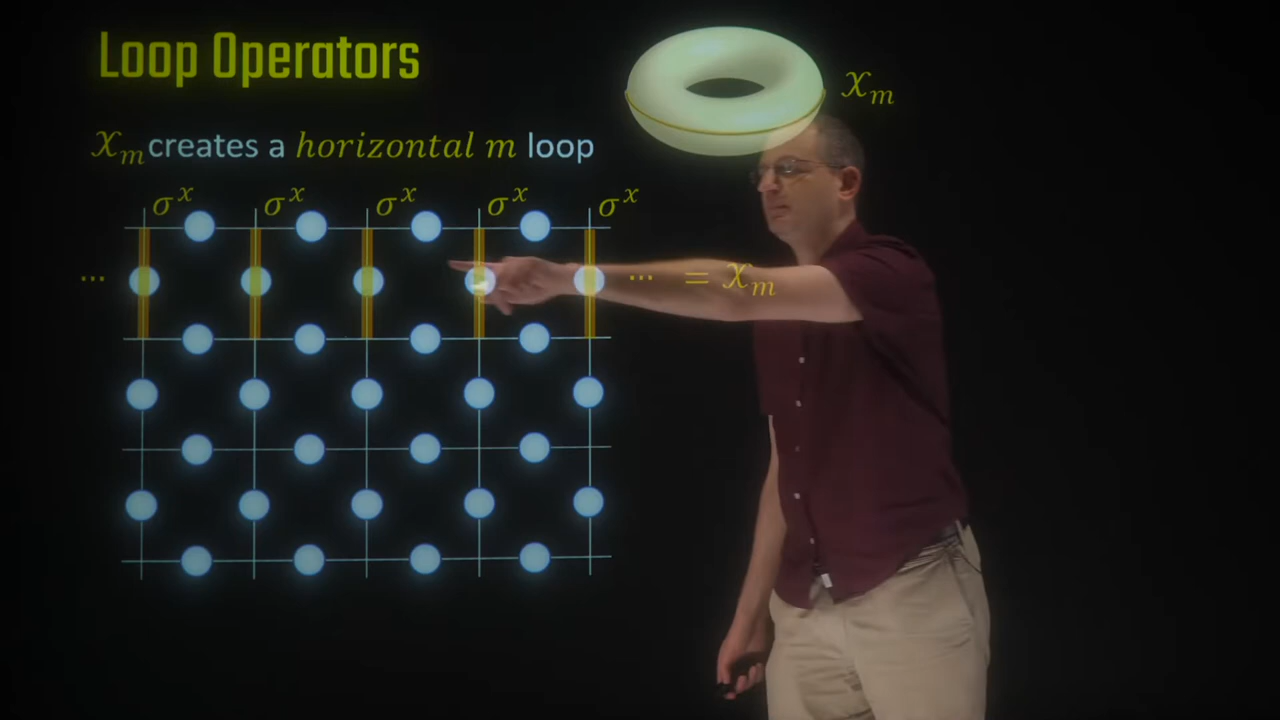 Loop Operators
𝒳ₘ
𝒳ₘ creates a horizontal m loop
σˣ σˣ σˣ σˣ σˣ
... ... = 𝒳ₘ